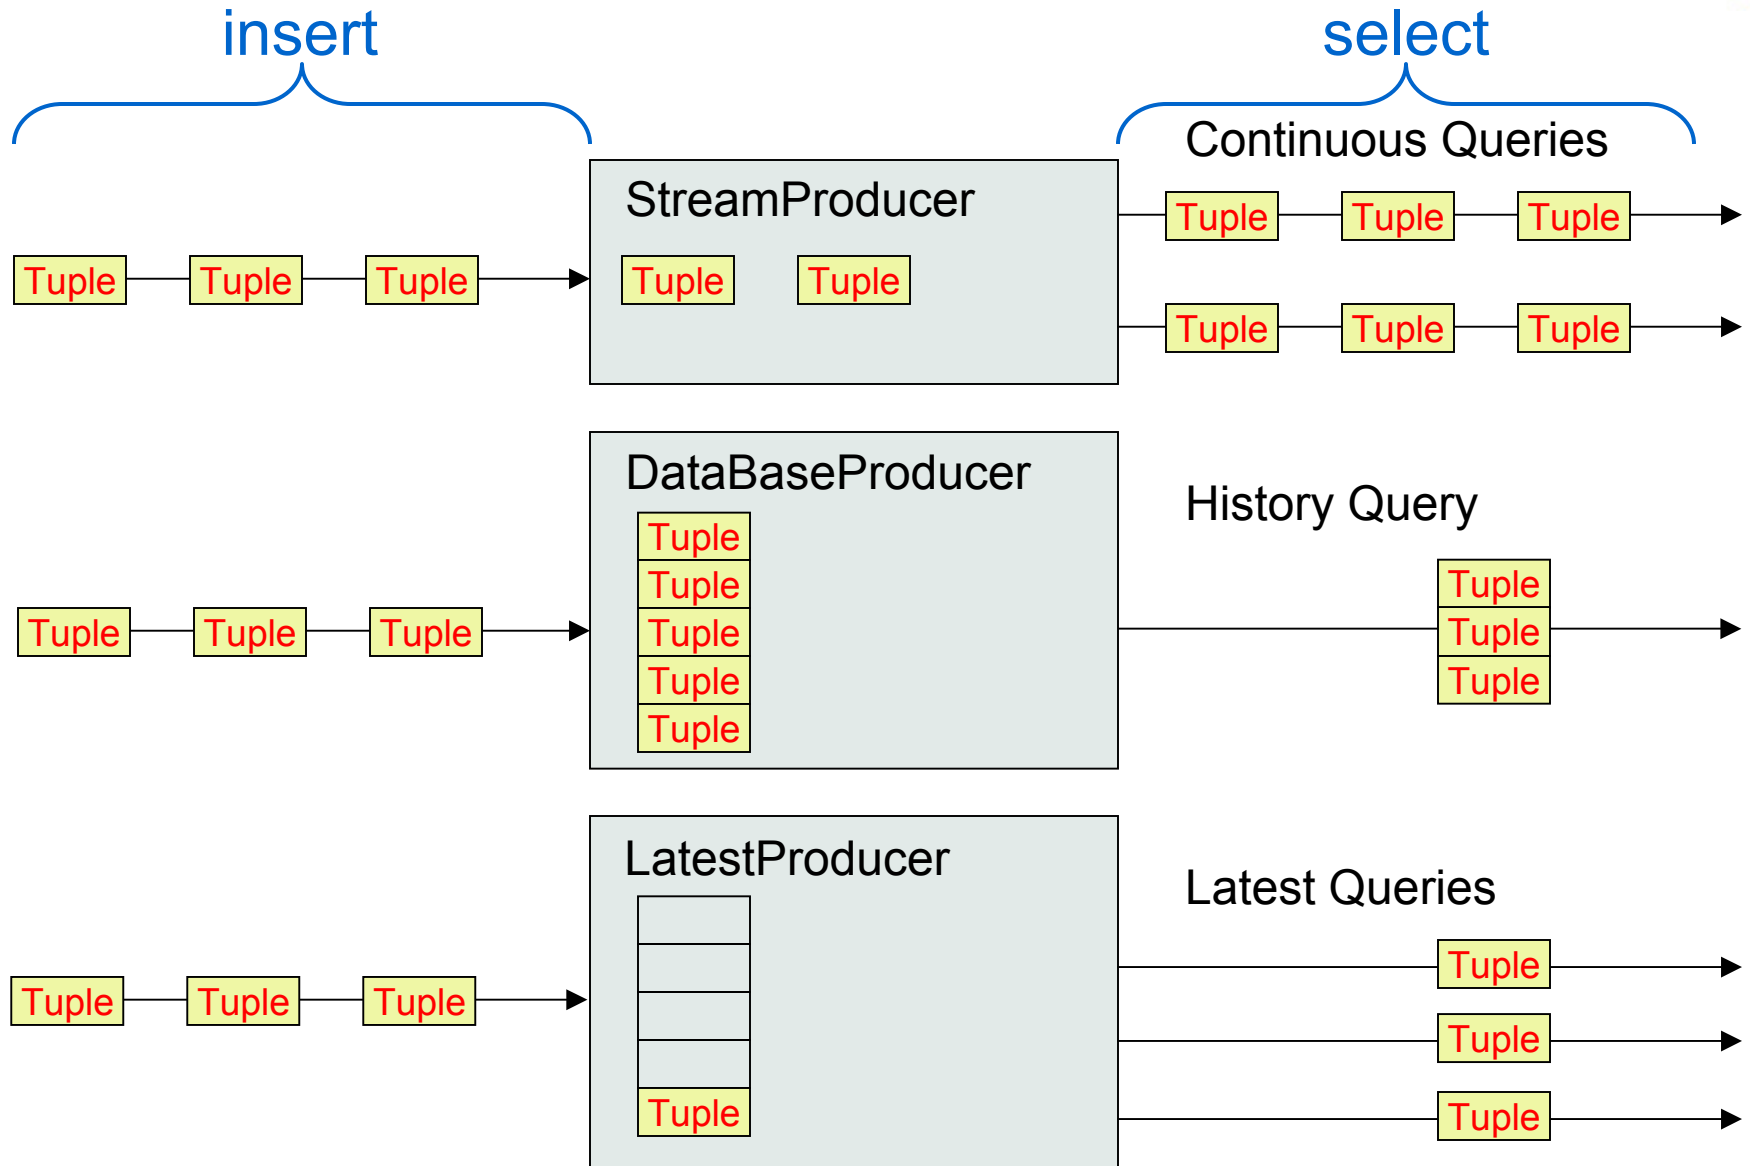 insert
select
Continuous Queries
StreamProducer
Tuple Tuple Tuple
Tuple Tuple Tuple
Tuple Tuple
Tuple Tuple Tuple
DataBaseProducer
History Query
Tuple
Tuple
Tuple
Tuple
Tuple
Tuple Tuple Tuple
Tuple
Tuple
Tuple
LatestProducer
Latest Queries
Tuple Tuple Tuple
Tuple
Tuple
Tuple
Tuple